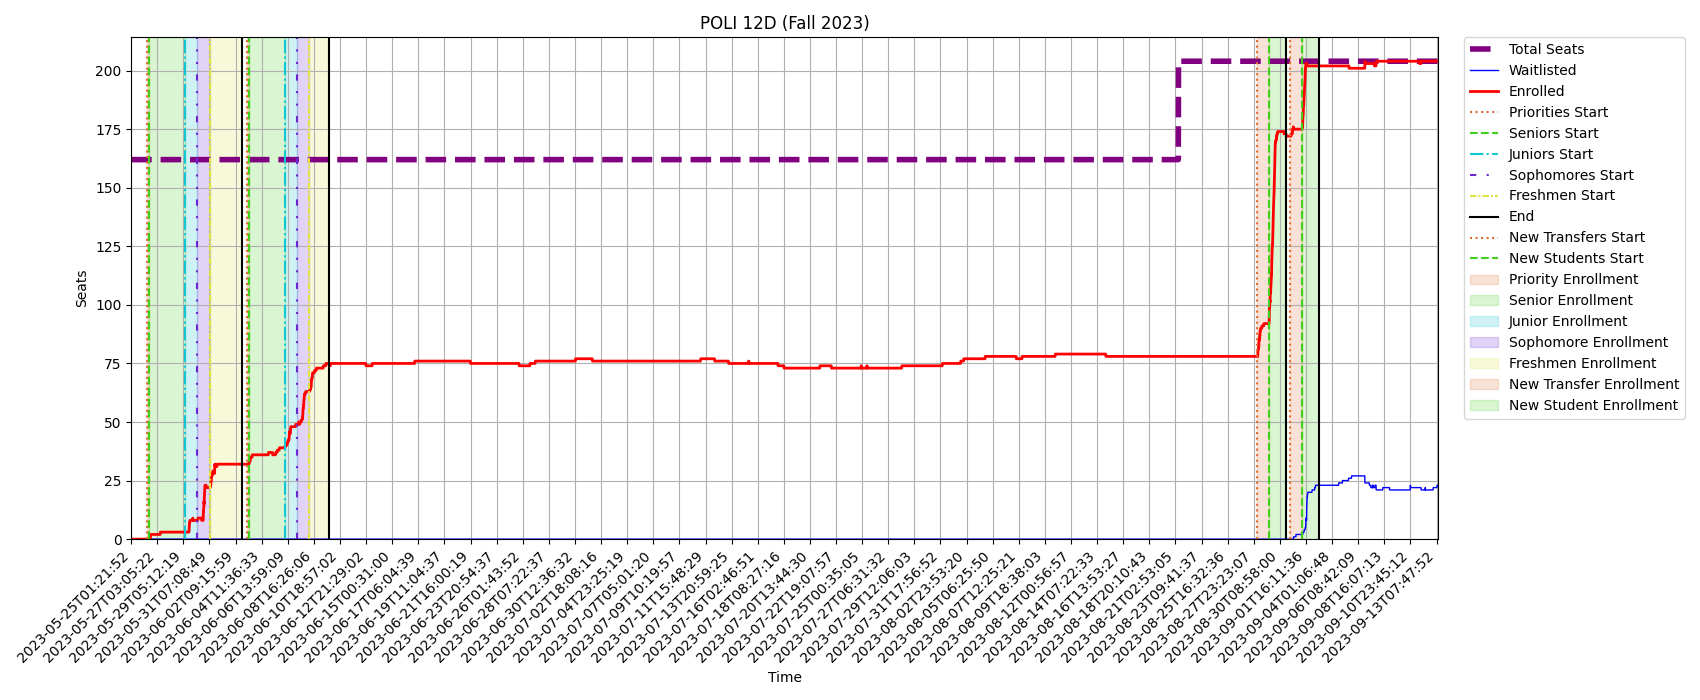 POLI 12D (Fall 2023)
Seats
200
175
150
125
100
75
50
25
0
2023-05-25T01:21:52
2023-05-27T03:05:22
2023-05-29T05:12:19
2023-05-31T07:08:49
2023-06-02T09:15:59
2023-06-04T11:36:33
2023-06-06T13:59:09
2023-06-08T16:26:06
2023-06-10T18:57:02
2023-06-12T21:29:02
2023-06-15T00:31:00
2023-06-17T06:04:39
2023-06-19T11:04:37
2023-06-21T16:00:19
2023-06-23T20:54:37
2023-06-26T01:43:52
2023-06-28T07:22:37
2023-06-30T12:36:32
2023-07-02T18:08:16
2023-07-04T23:25:19
2023-07-07T05:01:20
2023-07-09T10:19:57
2023-07-11T15:48:29
2023-07-13T20:59:25
2023-07-16T02:46:51
2023-07-18T08:27:16
2023-07-20T13:44:30
2023-07-22T19:07:57
2023-07-25T00:35:05
2023-07-27T06:31:32
2023-07-29T12:06:03
2023-07-31T17:56:52
2023-08-02T23:53:20
2023-08-05T06:25:50
2023-08-07T12:25:21
2023-08-09T18:38:03
2023-08-12T00:56:57
2023-08-14T07:22:33
2023-08-16T13:53:27
2023-08-18T20:10:43
2023-08-21T02:53:05
2023-08-23T09:41:37
2023-08-25T16:32:36
2023-08-27T23:23:07
2023-08-30T08:58:00
2023-09-01T16:11:36
2023-09-04T01:06:48
2023-09-06T08:42:09
2023-09-08T16:07:13
2023-09-10T23:45:12
2023-09-13T07:47:52
Time
Total Seats
Waitlisted
Enrolled
Priorities Start
Seniors Start
Juniors Start
Sophomores Start
Freshmen Start
End
New Transfers Start
New Students Start
Priority Enrollment
Senior Enrollment
Junior Enrollment
Sophomore Enrollment
Freshmen Enrollment
New Transfer Enrollment
New Student Enrollment